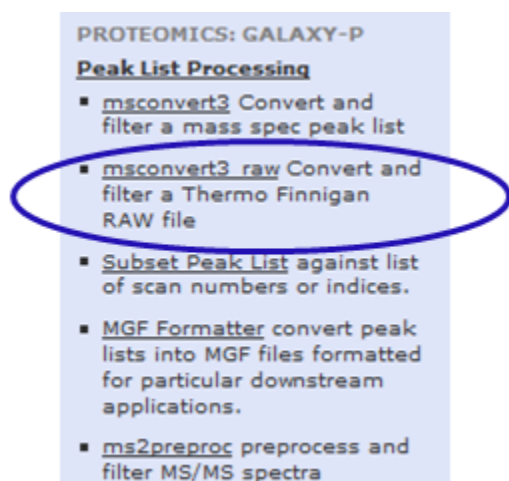 PROTEOMICS: GALAXY-P
Peak List Processing
▪ msconvert3 Convert and
filter a mass spec peak list
▪ msconvert3_raw Convert and
filter a Thermo Finnigan
RAW file
▪ Subset Peak List against list
of scan numbers or indices.
▪ MGF Formatter convert peak
lists into MGF files formatted
for particular downstream
applications.
▪ ms2preproc preprocess and
filter MS/MS spectra